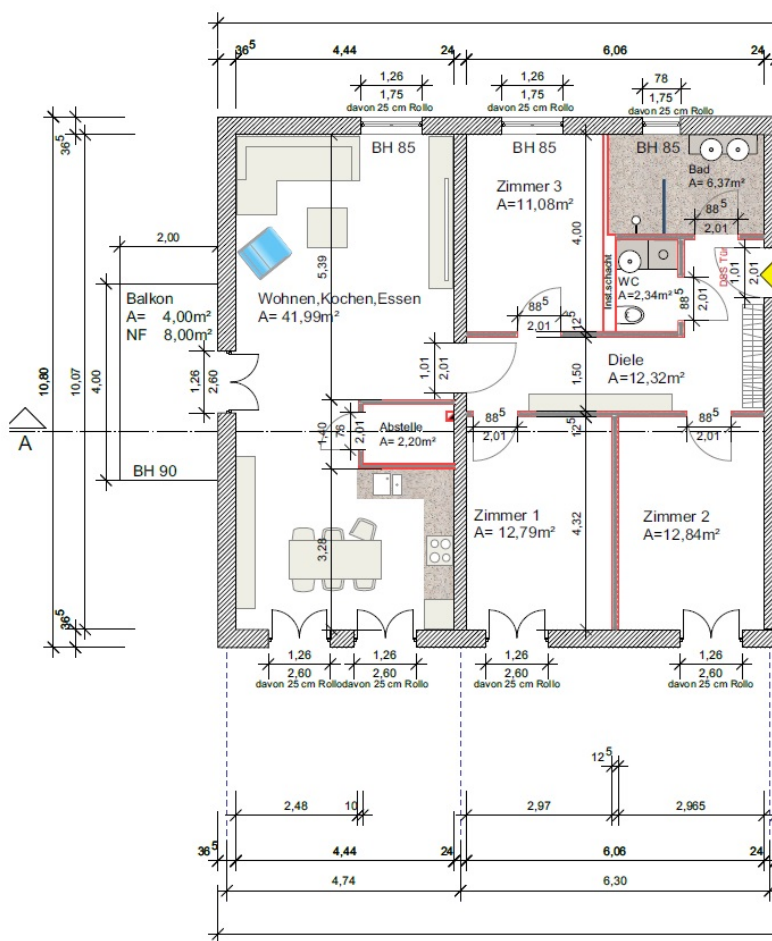 36⁵ 4,44 24 6,06 24
1,26 1,26 78
1,75 1,75 1,75
davon 25 cm Rollo davon 25 cm Rollo davon 25 cm Rollo
36⁵
BH 85 BH 85 BH 85
Bad
A= 6,37m²
Zimmer 3
A=11,08m²
88⁵
2,01
4,00
2,00
5,39
WC
A=2,34m²
Inst.schacht
88⁵
2,01
DBS Tür
1,01
2,01
Balkon
A= 4,00m²
NF 8,00m²
Wohnen,Kochen,Essen
A= 41,99m²
88⁵
2,01
12⁵
10,80
10,07
4,00
1,26
2,60
1,01
2,01
1,50
Diele
A=12,32m²
A
1,40
76
2,01
Abstelle
A= 2,20m²
88⁵
2,01
12⁵
88⁵
2,01
BH 90
Zimmer 1
A= 12,79m²
4,32
Zimmer 2
A=12,84m²
3,28
36⁵
1,26 1,26 1,26 1,26
2,60 2,60 2,60 2,60
davon 25 cm Rollo davon 25 cm Rollo davon 25 cm Rollo davon 25 cm Rollo
12⁵
2,48 10 2,97 2,965
36⁵ 4,44 24 6,06 24
4,74 6,30